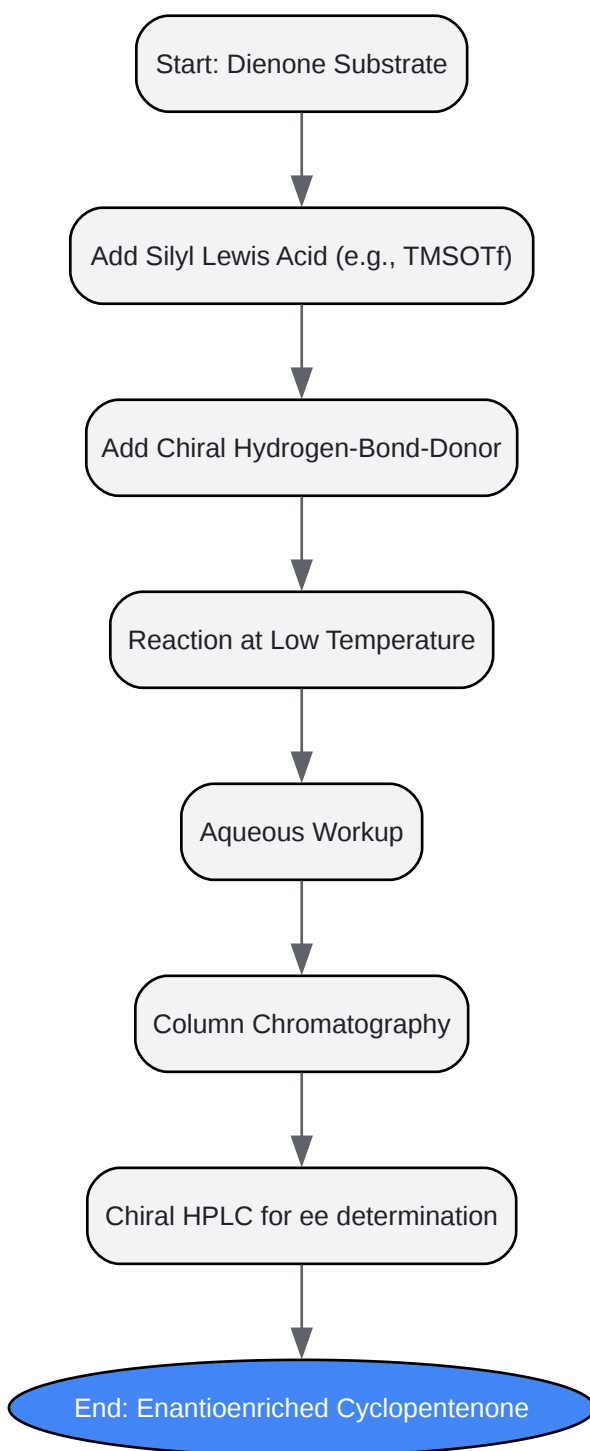 Start: Dienone Substrate
Add Silyl Lewis Acid (e.g., TMSOTf)
Add Chiral Hydrogen-Bond-Donor
Reaction at Low Temperature
Aqueous Workup
Column Chromatography
Chiral HPLC for ee determination
End: Enantioenriched Cyclopentenone